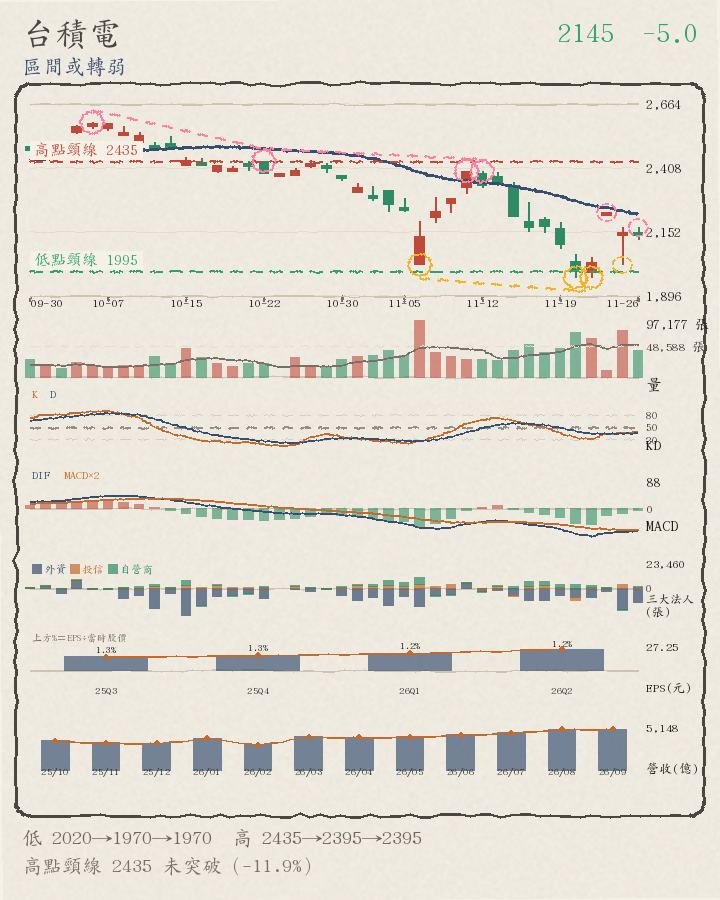 台積電
2145 -5.0
區間或轉弱
2,664
高點頸線 2435
2,408
2,152
低點頸線 1995
1,896
09-30 10-07 10-15 10-22 10-30 11-05 11-12 11-19 11-26
97,177 張
48,588 張
量
K D
80
50
20
KD
DIF MACD×2
88
0
MACD
外資 投信 自營商
23,460
0
三大法人
(張)
上方%=EPS÷當時股價
1.3% 1.3% 1.2% 1.2%
27.25
25Q3 25Q4 26Q1 26Q2
EPS(元)
5,148
25/10 25/11 25/12 26/01 26/02 26/03 26/04 26/05 26/06 26/07 26/08 26/09
營收(億)
低 2020→1970→1970 高 2435→2395→2395
高點頸線 2435 未突破 (-11.9%)